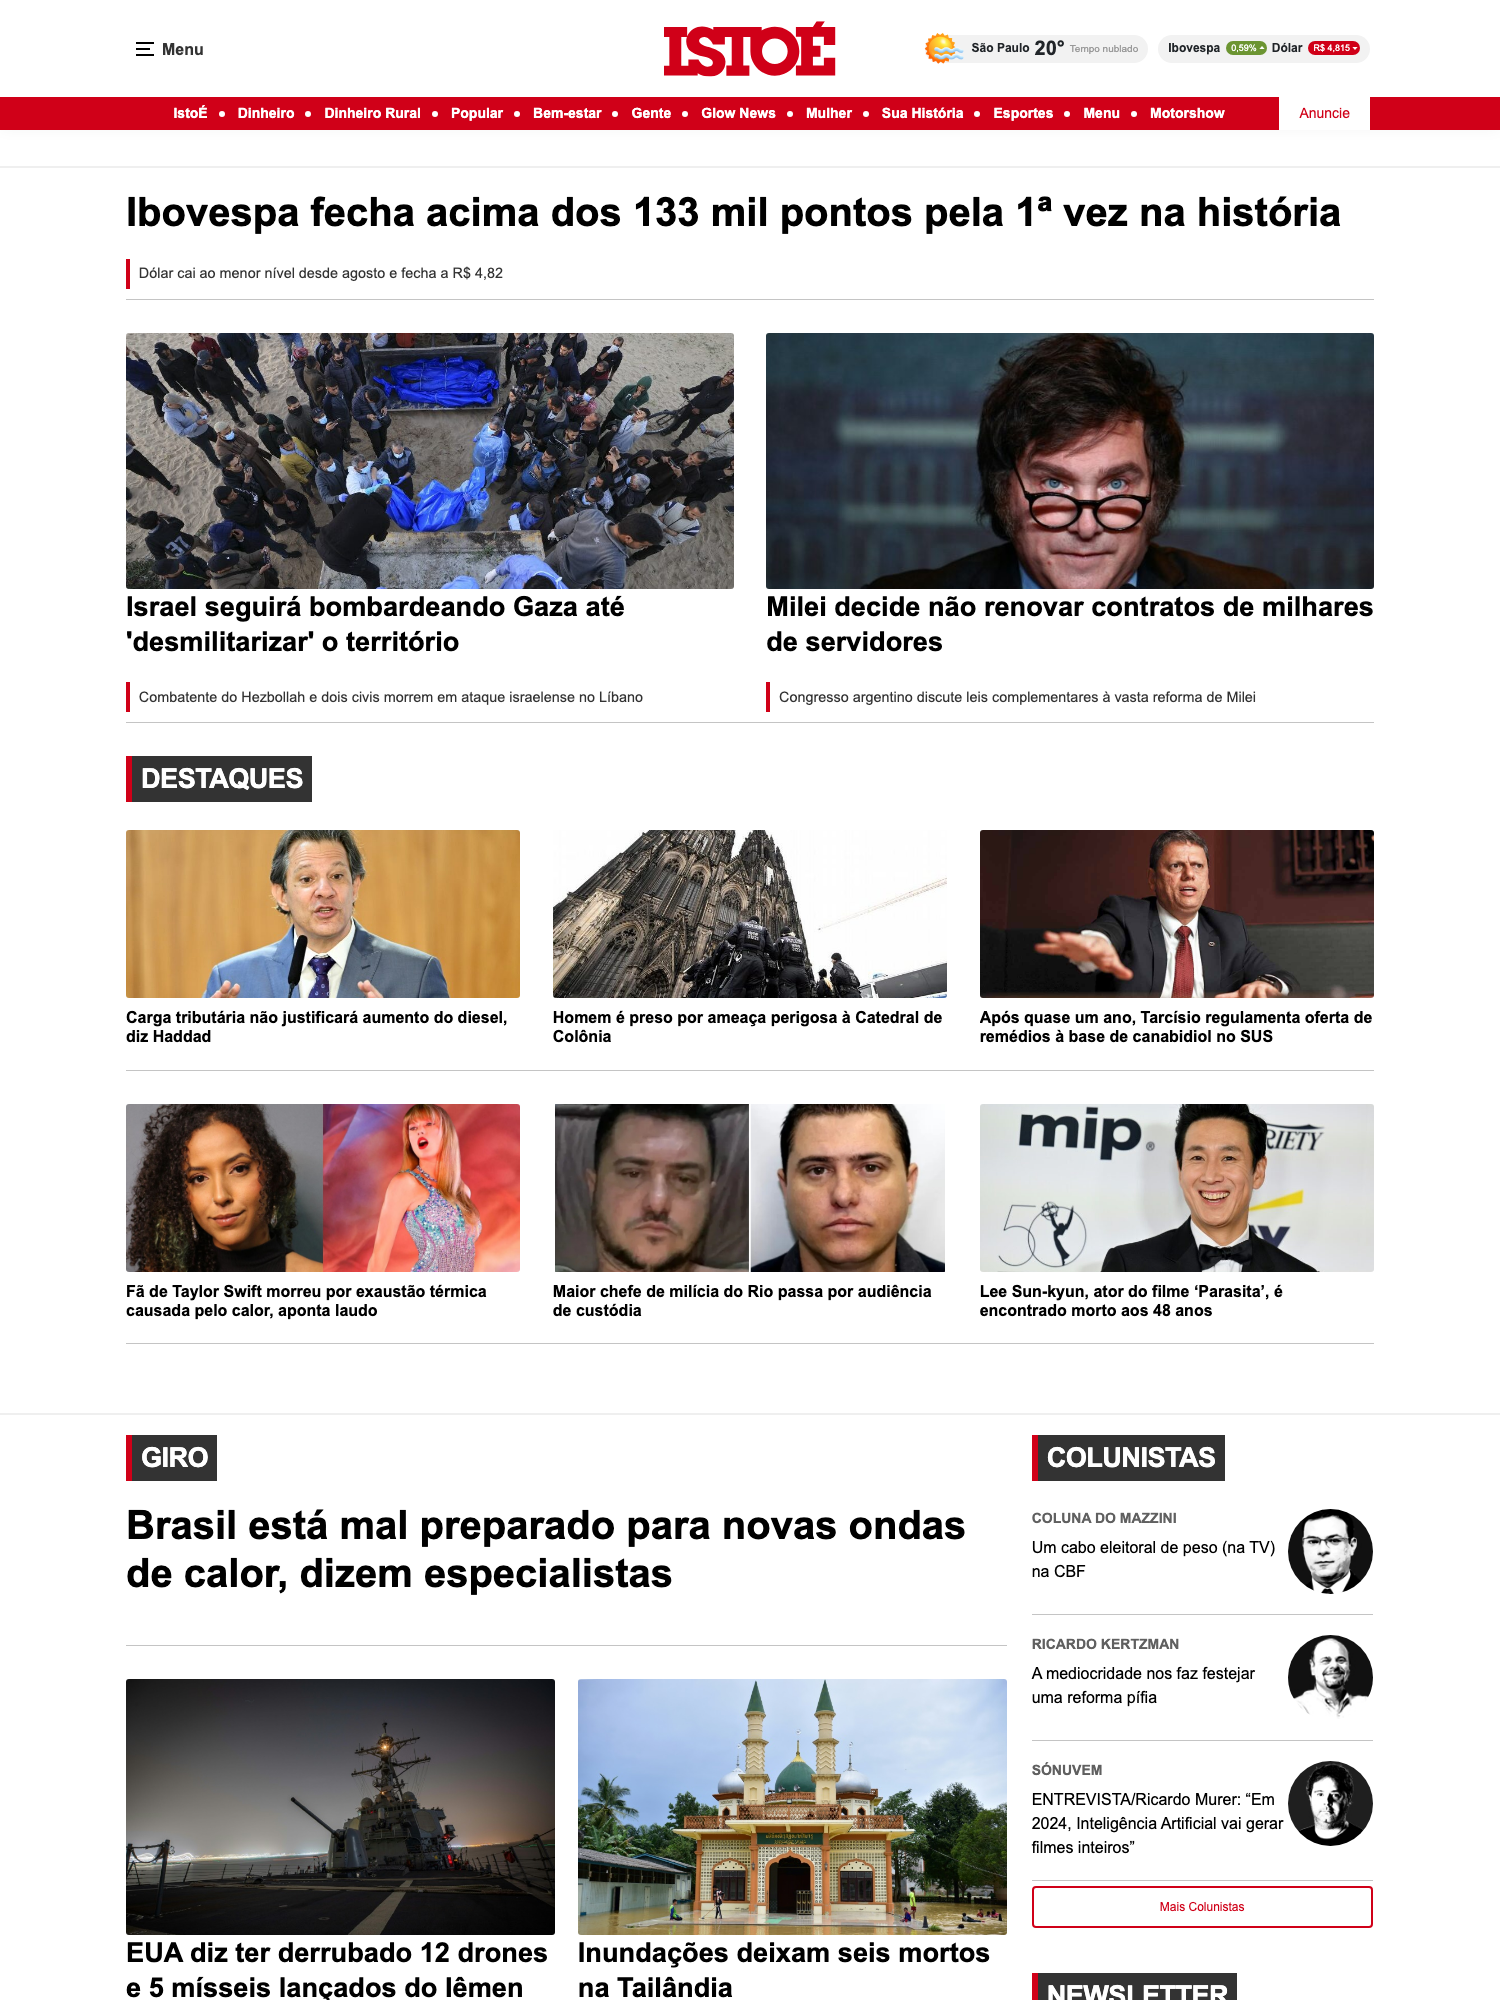 Menu
ISTOÉ
São Paulo 20° Tempo nublado
Ibovespa 0,59% Dólar R$ 4,815
IstoÉ • Dinheiro • Dinheiro Rural • Popular • Bem-estar • Gente • Glow News • Mulher • Sua História • Esportes • Menu • Motorshow
Anuncie
Ibovespa fecha acima dos 133 mil pontos pela 1ª vez na história
Dólar cai ao menor nível desde agosto e fecha a R$ 4,82
Israel seguirá bombardeando Gaza até
'desmilitarizar' o território
Combatente do Hezbollah e dois civis morrem em ataque israelense no Líbano
Milei decide não renovar contratos de milhares
de servidores
Congresso argentino discute leis complementares à vasta reforma de Milei
DESTAQUES
Carga tributária não justificará aumento do diesel,
diz Haddad
Homem é preso por ameaça perigosa à Catedral de
Colônia
Após quase um ano, Tarcísio regulamenta oferta de
remédios à base de canabidiol no SUS
mip
RIETY
50
Y
Fã de Taylor Swift morreu por exaustão térmica
causada pelo calor, aponta laudo
Maior chefe de milícia do Rio passa por audiência
de custódia
Lee Sun-kyun, ator do filme ‘Parasita’, é
encontrado morto aos 48 anos
GIRO
Brasil está mal preparado para novas ondas
de calor, dizem especialistas
EUA diz ter derrubado 12 drones
e 5 mísseis lançados do Iêmen
Inundações deixam seis mortos
na Tailândia
COLUNISTAS
COLUNA DO MAZZINI
Um cabo eleitoral de peso (na TV)
na CBF
RICARDO KERTZMAN
A mediocridade nos faz festejar
uma reforma pífia
SÓNUVEM
ENTREVISTA/Ricardo Murer: “Em
2024, Inteligência Artificial vai gerar
filmes inteiros”
Mais Colunistas
NEWSLETTER